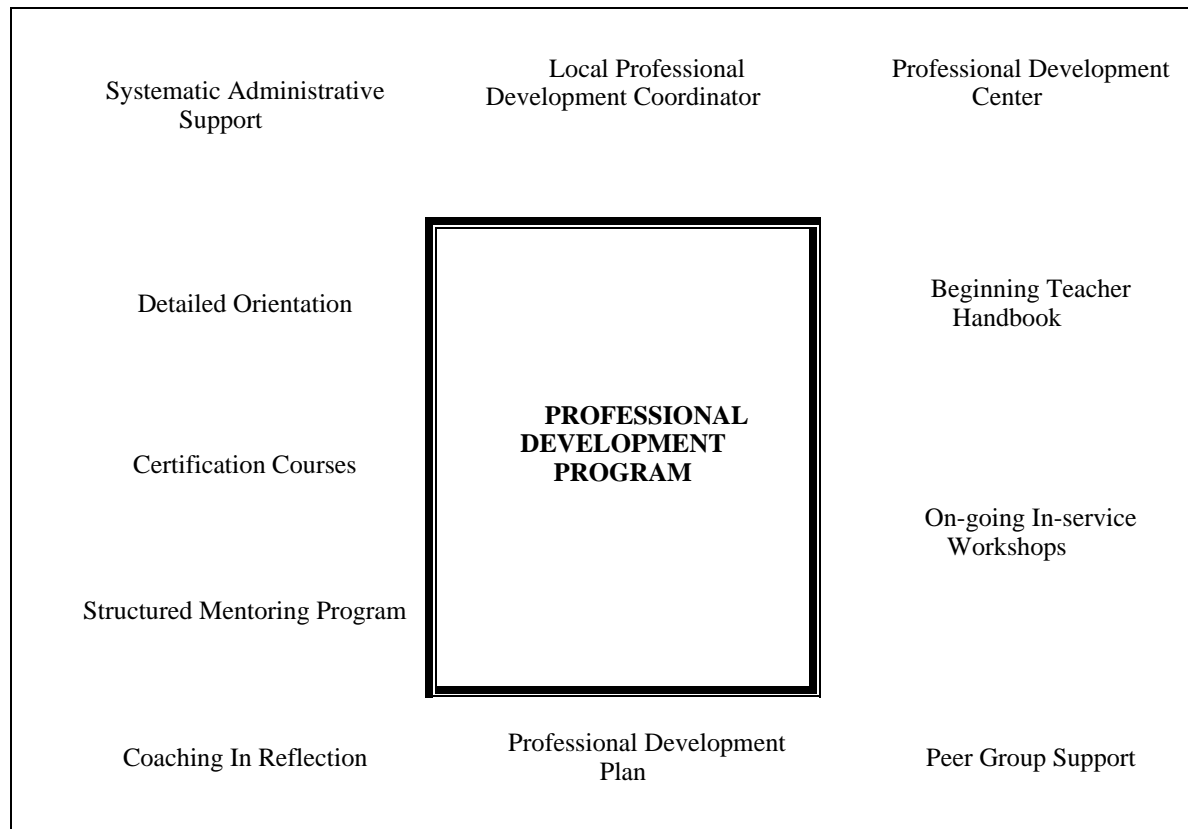 Systematic Administrative
Support
Local Professional
Development Coordinator
Professional Development
Center
Detailed Orientation
Beginning Teacher
Handbook
PROFESSIONAL
DEVELOPMENT
PROGRAM
Certification Courses
On-going In-service
Workshops
Structured Mentoring Program
Coaching In Reflection
Professional Development
Plan
Peer Group Support